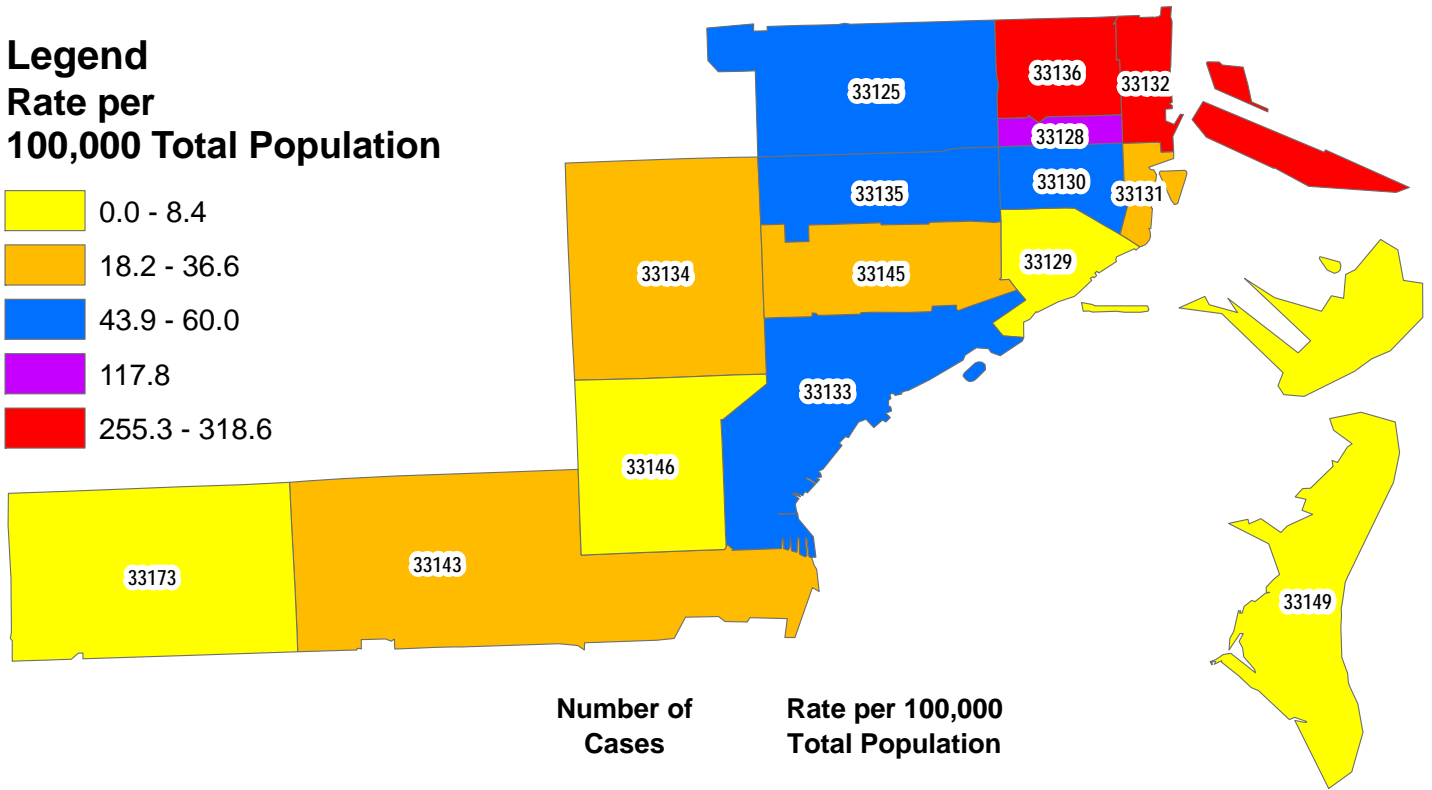 Legend
Rate per
100,000 Total Population
0.0 - 8.4
18.2 - 36.6
43.9 - 60.0
117.8
255.3 - 318.6
33125
33136
33132
33128
33135
33130
33131
33134
33145
33129
33133
33146
33173
33143
33149
Number of
Cases
Rate per 100,000
Total Population